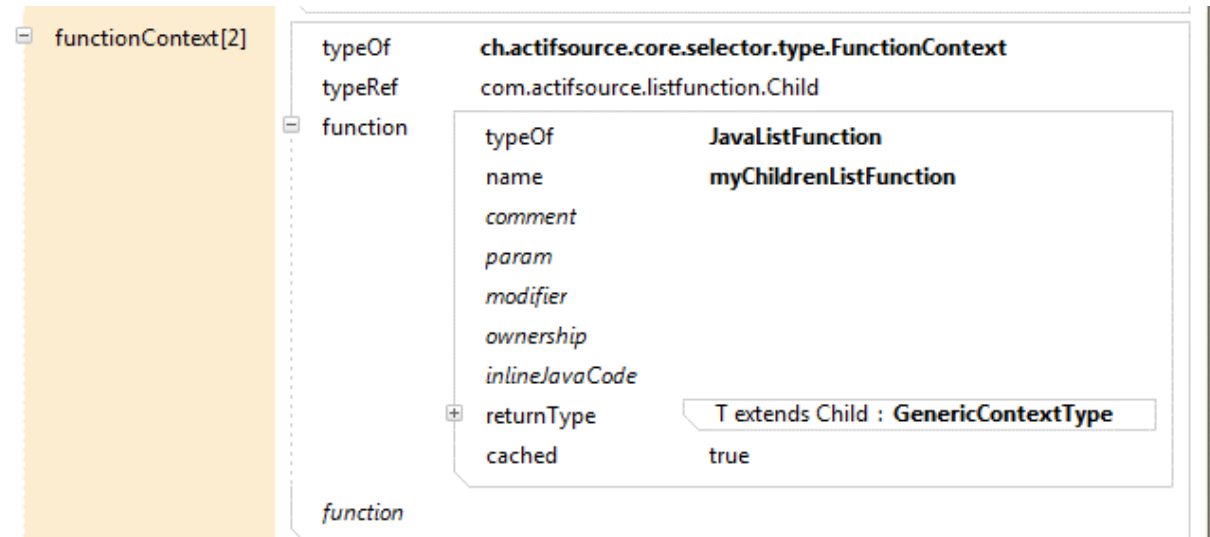 functionContext[2]
typeOf ch.actifsource.core.selector.type.FunctionContext
typeRef com.actifsource.listfunction.Child
function
typeOf JavaListFunction
name myChildrenListFunction
comment
param
modifier
ownership
inlineJavaCode
returnType T extends Child : GenericContextType
cached true
function